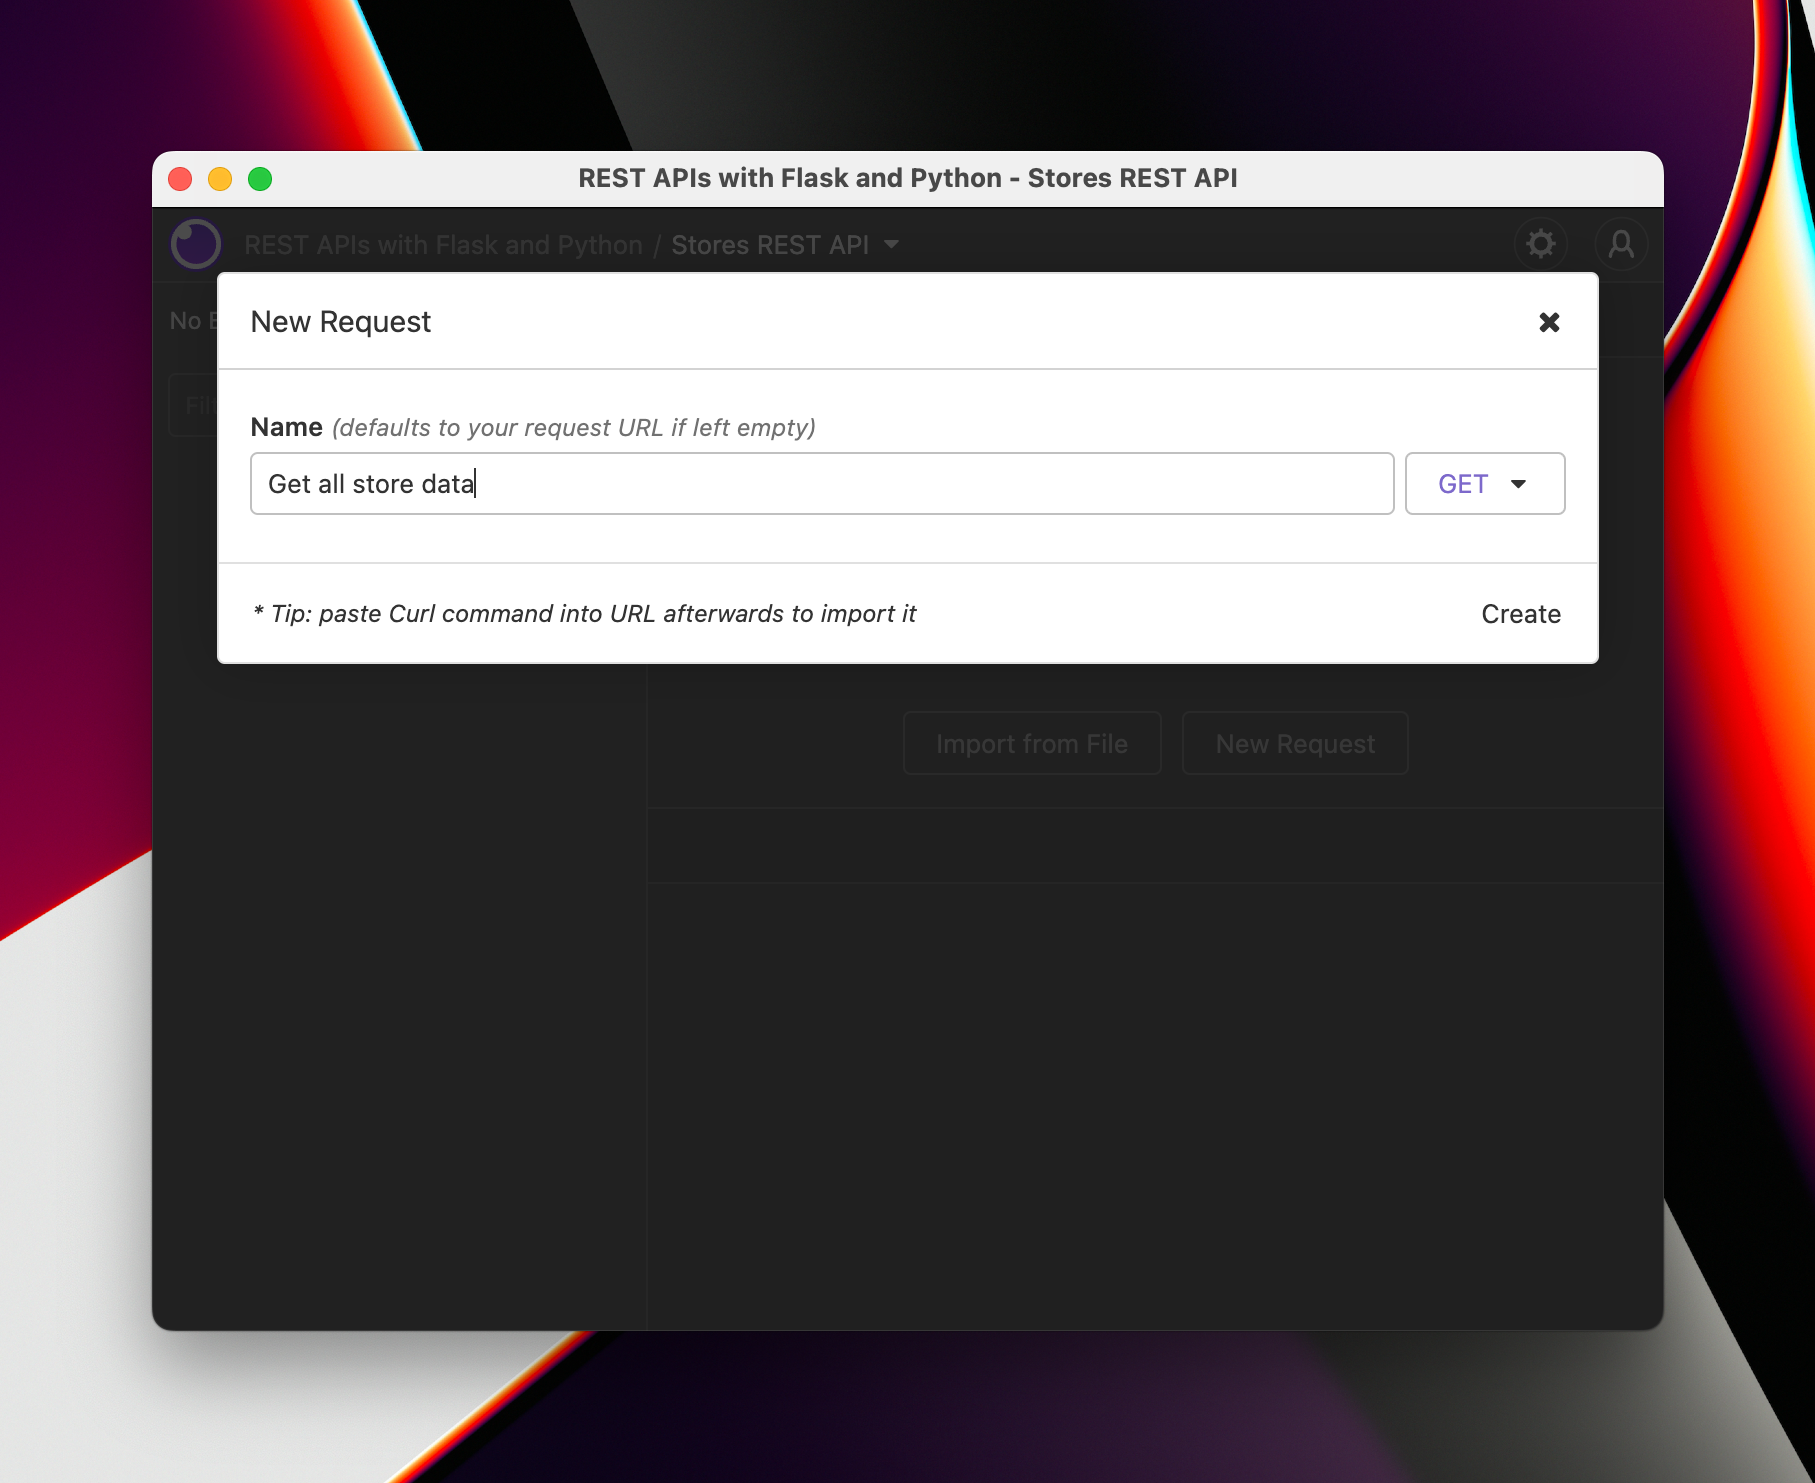 REST APIs with Flask and Python - Stores REST API
REST APIs with Flask and Python / Stores REST API
No
New Request
Name (defaults to your request URL if left empty)
Get all store data
GET
* Tip: paste Curl command into URL afterwards to import it
Create
Import from File
New Request